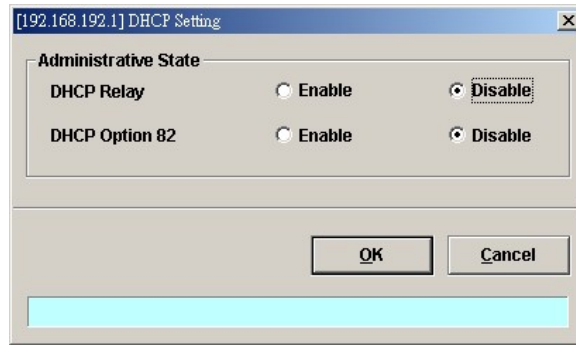 [192.168.192.1] DHCP Setting
Administrative State
DHCP Relay Enable Disable
DHCP Option 82 Enable Disable
OK Cancel